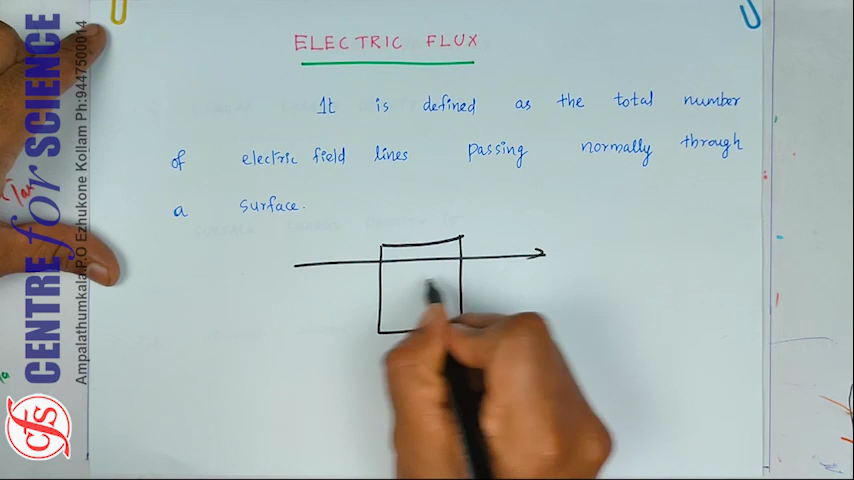 ELECTRIC FLUX
It is defined as the total number
of electric field lines passing normally through
a surface.
CENTRE for SCIENCE
Ampalathumkala P.O Ezhukone Kollam Ph:9447500014
cfs